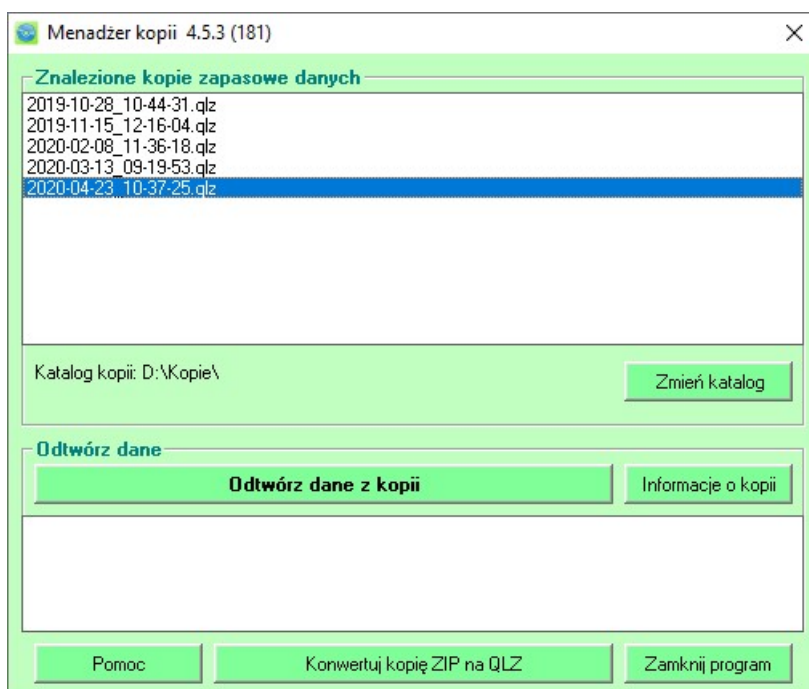 Menadżer kopii 4.5.3 (181)
Znalezione kopie zapasowe danych
2019-10-28_10-44-31.qlz
2019-11-15_12-16-04.qlz
2020-02-08_11-36-18.qlz
2020-03-13_09-19-53.qlz
2020-04-23_10-37-25.qlz
Katalog kopii: D:\Kopie\
Zmień katalog
Odtwórz dane
Odtwórz dane z kopii
Informacje o kopii
Pomoc
Konwertuj kopię ZIP na QLZ
Zamknij program